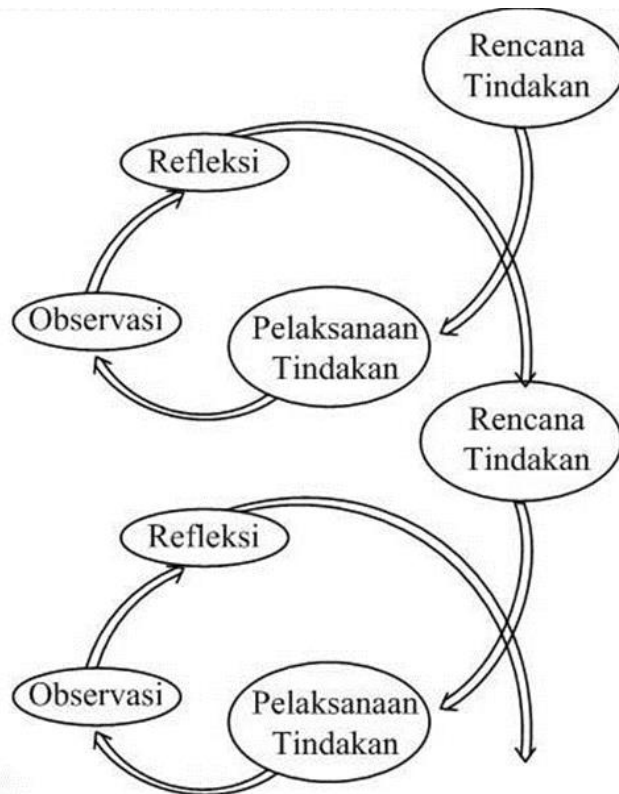 Rencana
Tindakan
Refleksi
Observasi
Pelaksanaan
Tindakan
Rencana
Tindakan
Refleksi
Observasi
Pelaksanaan
Tindakan